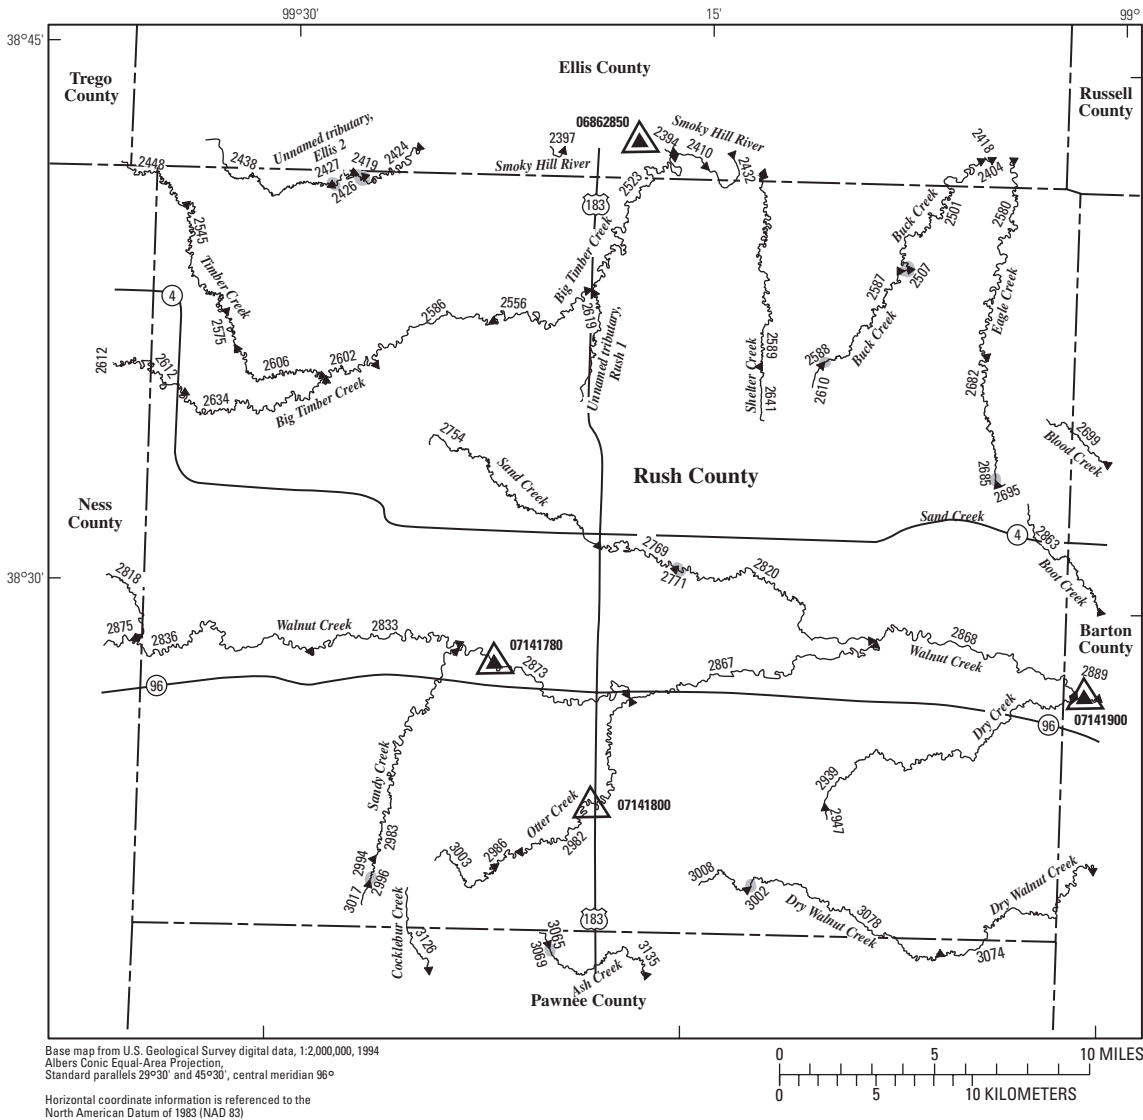 99°30'
15'
99°
38°45'
Trego
County
Ellis County
Russell
County
06862850
2397
2394
Smoky Hill River
2410
2418
2404
Unnamed tributary,
Ellis 2
2438
2427
2419
2424
2426
2448
Smoky Hill River
2432
2523
183
2545
Timber Creek
Buck Creek
2501
2580
Eagle Creek
4
Big Timber Creek
2507
2587
2575
2586
2556
2619
Unnamed tributary,
Rush 1
2589
Shelter Creek
2641
Buck Creek
2588
2610
2612
2612
2606
2602
2634
Big Timber Creek
2682
2699
Blood Creek
2754
Sand Creek
Rush County
2685
2695
Ness
County
Sand Creek
4
2863
Boot Creek
38°30'
2769
2771
2820
2818
2875
2836
Walnut Creek
2833
07141780
2873
2867
2868
Walnut Creek
Barton
County
2889
07141900
96
96
Dry Creek
Sandy Creek
2939
2947
07141800
Otter Creek
2982
2983
2994
2996
3017
3003
2986
3008
3002
Dry Walnut Creek
3078
Dry Walnut Creek
3074
183
Cocklebur Creek
3126
3065
3069
3135
Ash Creek
Pawnee County
Base map from U.S. Geological Survey digital data, 1:2,000,000, 1994
Albers Conic Equal-Area Projection,
Standard parallels 29°30' and 45°30', central meridian 96°
Horizontal coordinate information is referenced to the
North American Datum of 1983 (NAD 83)
0 5 10 MILES
0 5 10 KILOMETERS